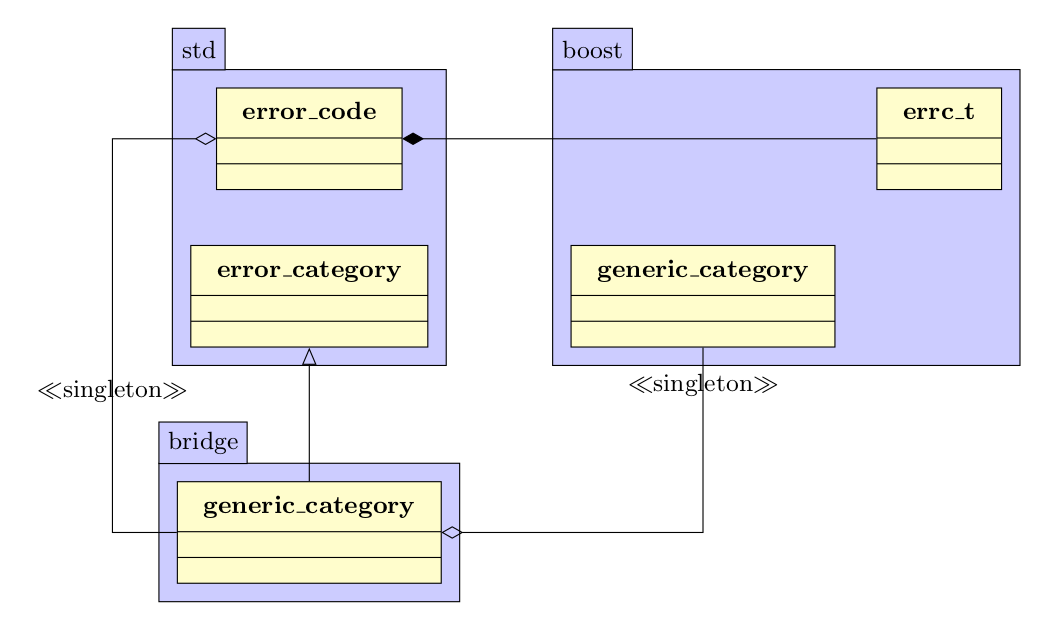 std
boost
error_code
errc_t
error_category
generic_category
≪singleton≫
≪singleton≫
bridge
generic_category